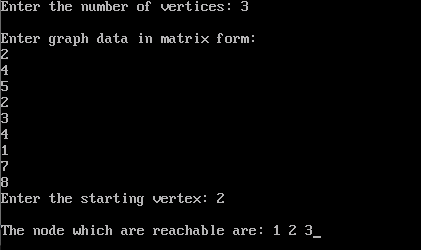 Enter the number of vertices: 3
Enter graph data in matrix form:
2
4
5
2
3
4
1
7
8
Enter the starting vertex: 2
The node which are reachable are: 1 2 3_